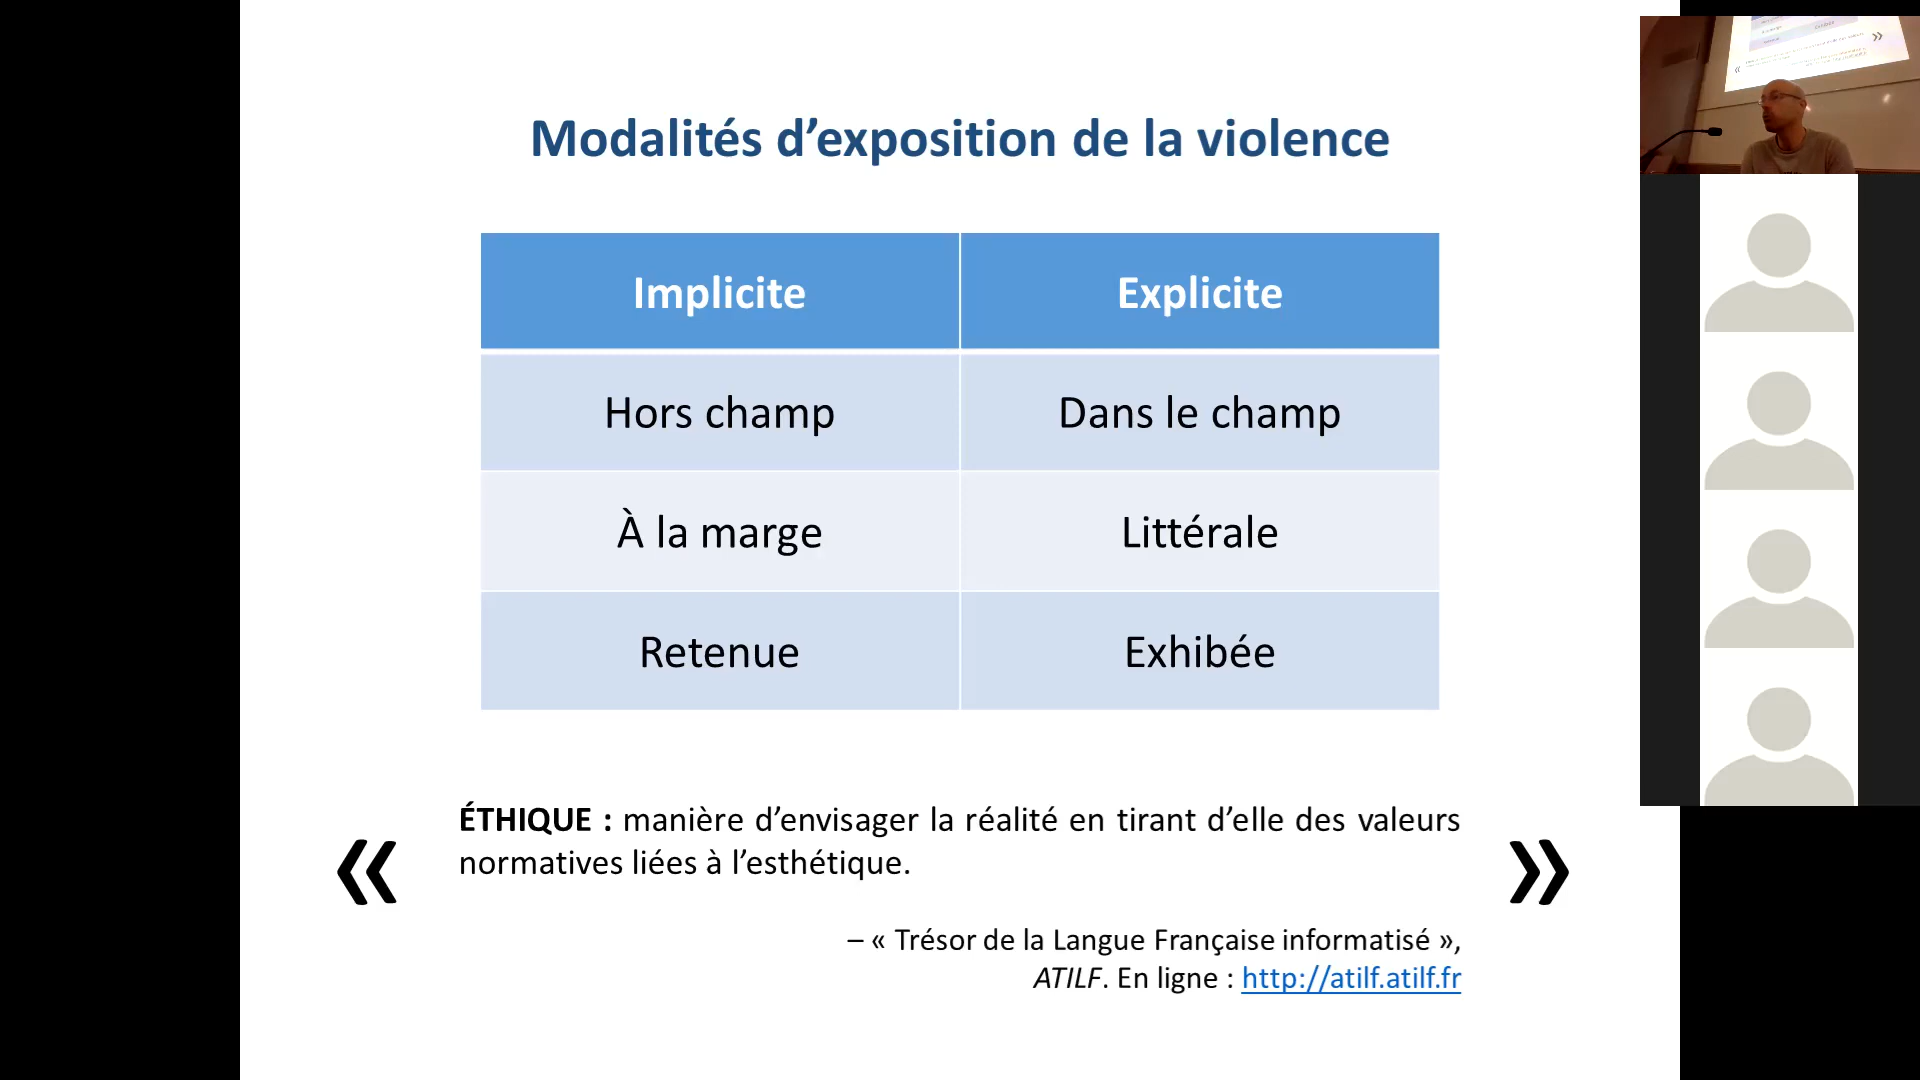 Modalités d’exposition de la violence
Implicite Explicite
Hors champ Dans le champ
À la marge Littérale
Retenue Exhibée
« ÉTHIQUE : manière d’envisager la réalité en tirant d’elle des valeurs
normatives liées à l’esthétique. »
– « Trésor de la Langue Française informatisé »,
ATILF. En ligne : http://atilf.atilf.fr